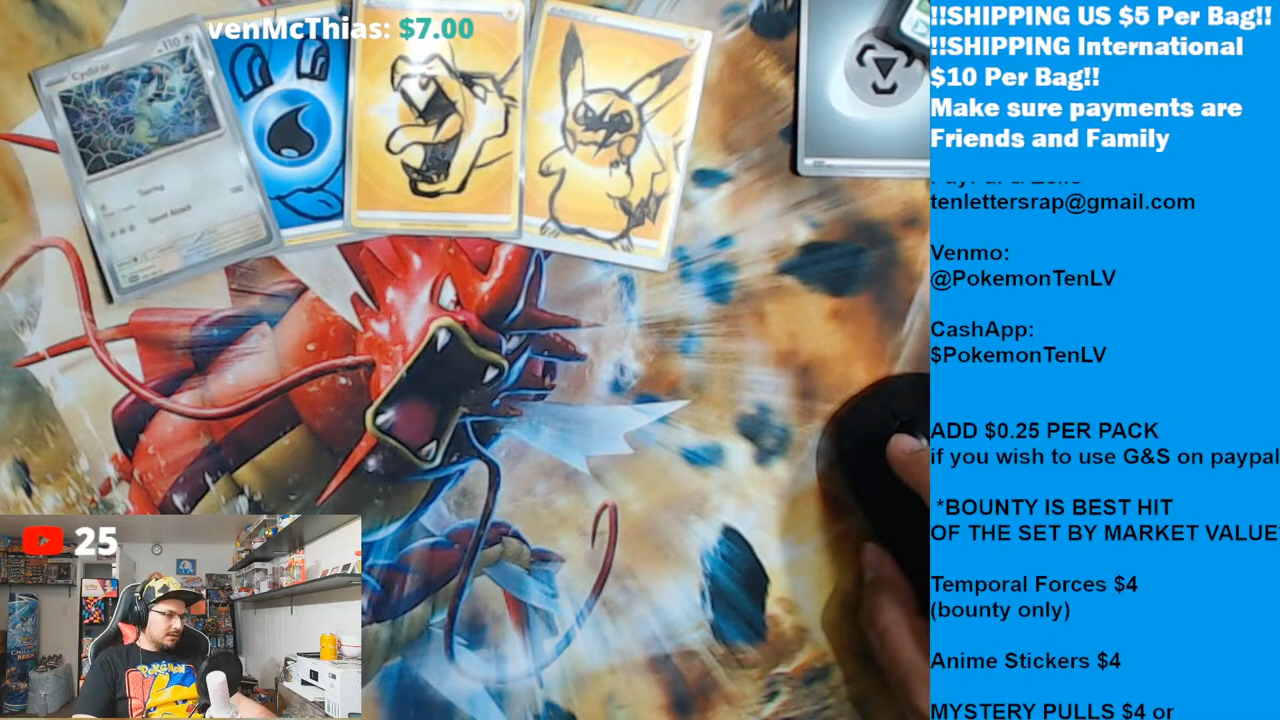 venMcThias: $7.00
110
!!SHIPPING US $5 Per Bag!!
!!SHIPPING International
$10 Per Bag!!
Make sure payments are
Friends and Family
tenlettersrap@gmail.com
Venmo:
@PokemonTenLV
CashApp:
$PokemonTenLV
ADD $0.25 PER PACK
if you wish to use G&S on paypal
*BOUNTY IS BEST HIT
OF THE SET BY MARKET VALUE
Temporal Forces $4
(bounty only)
Anime Stickers $4
MYSTERY PULLS $4 or
25
POKéMON